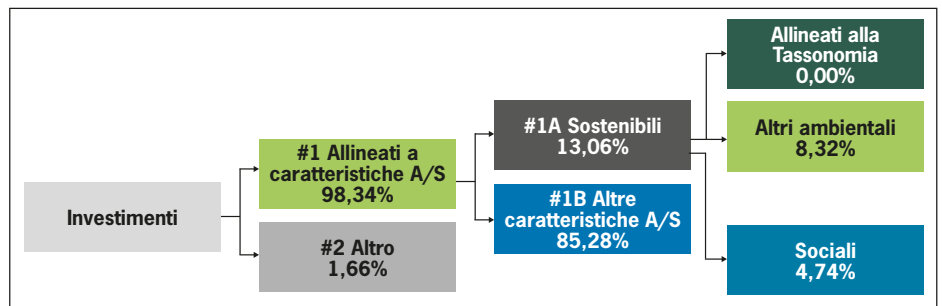 Investimenti
#1 Allineati a
caratteristiche A/S
98,34%
#2 Altro
1,66%
#1A Sostenibili
13,06%
#1B Altre
caratteristiche A/S
85,28%
Allineati alla
Tassonomia
0,00%
Altri ambientali
8,32%
Sociali
4,74%